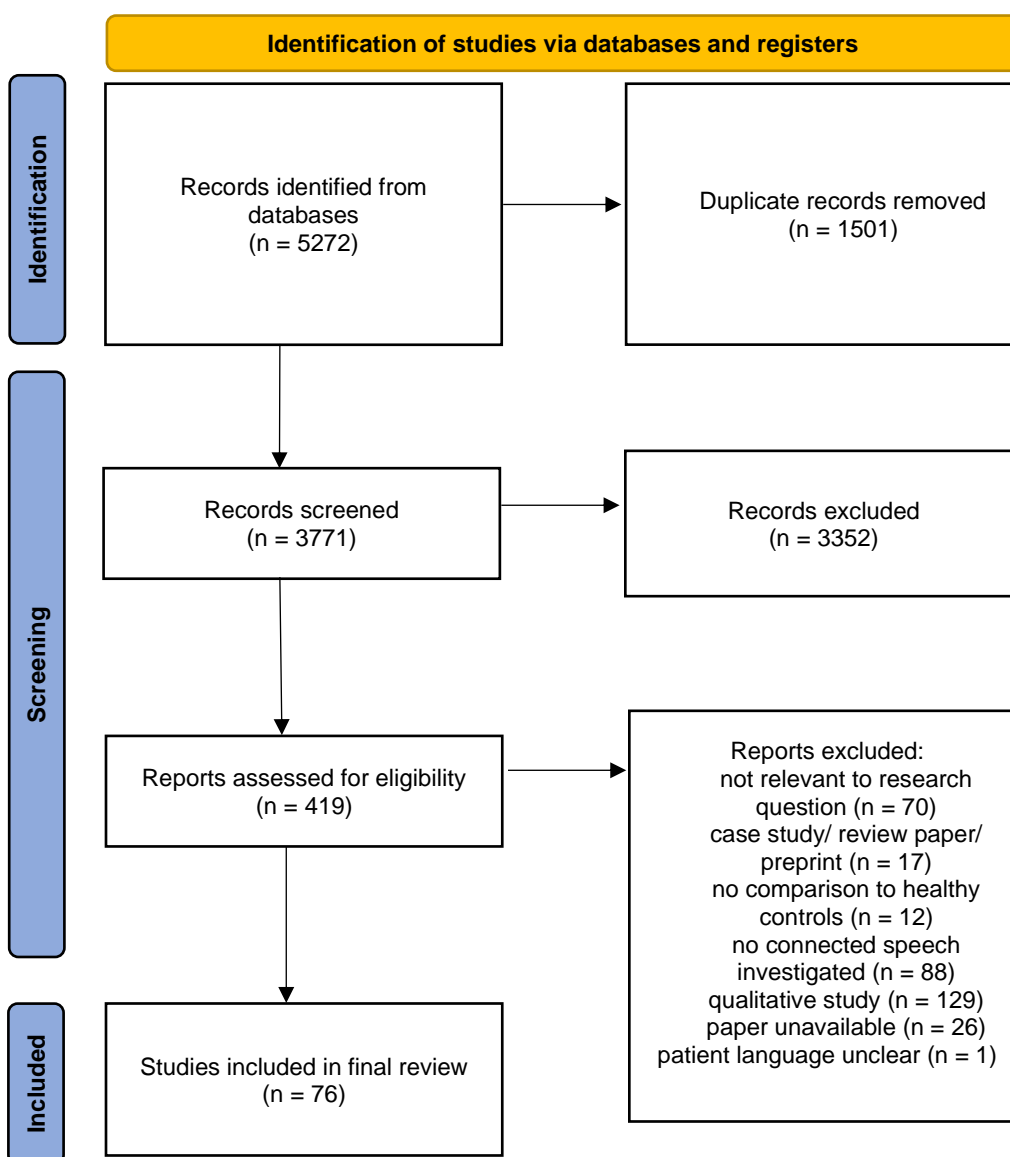 Identification of studies via databases and registers
Identification
Records identified from
databases
(n = 5272)
Duplicate records removed
(n = 1501)
Screening
Records screened
(n = 3771)
Records excluded
(n = 3352)
Reports assessed for eligibility
(n = 419)
Reports excluded:
not relevant to research
question (n = 70)
case study/ review paper/
preprint (n = 17)
no comparison to healthy
controls (n = 12)
no connected speech
investigated (n = 88)
qualitative study (n = 129)
paper unavailable (n = 26)
patient language unclear (n = 1)
Included
Studies included in final review
(n = 76)